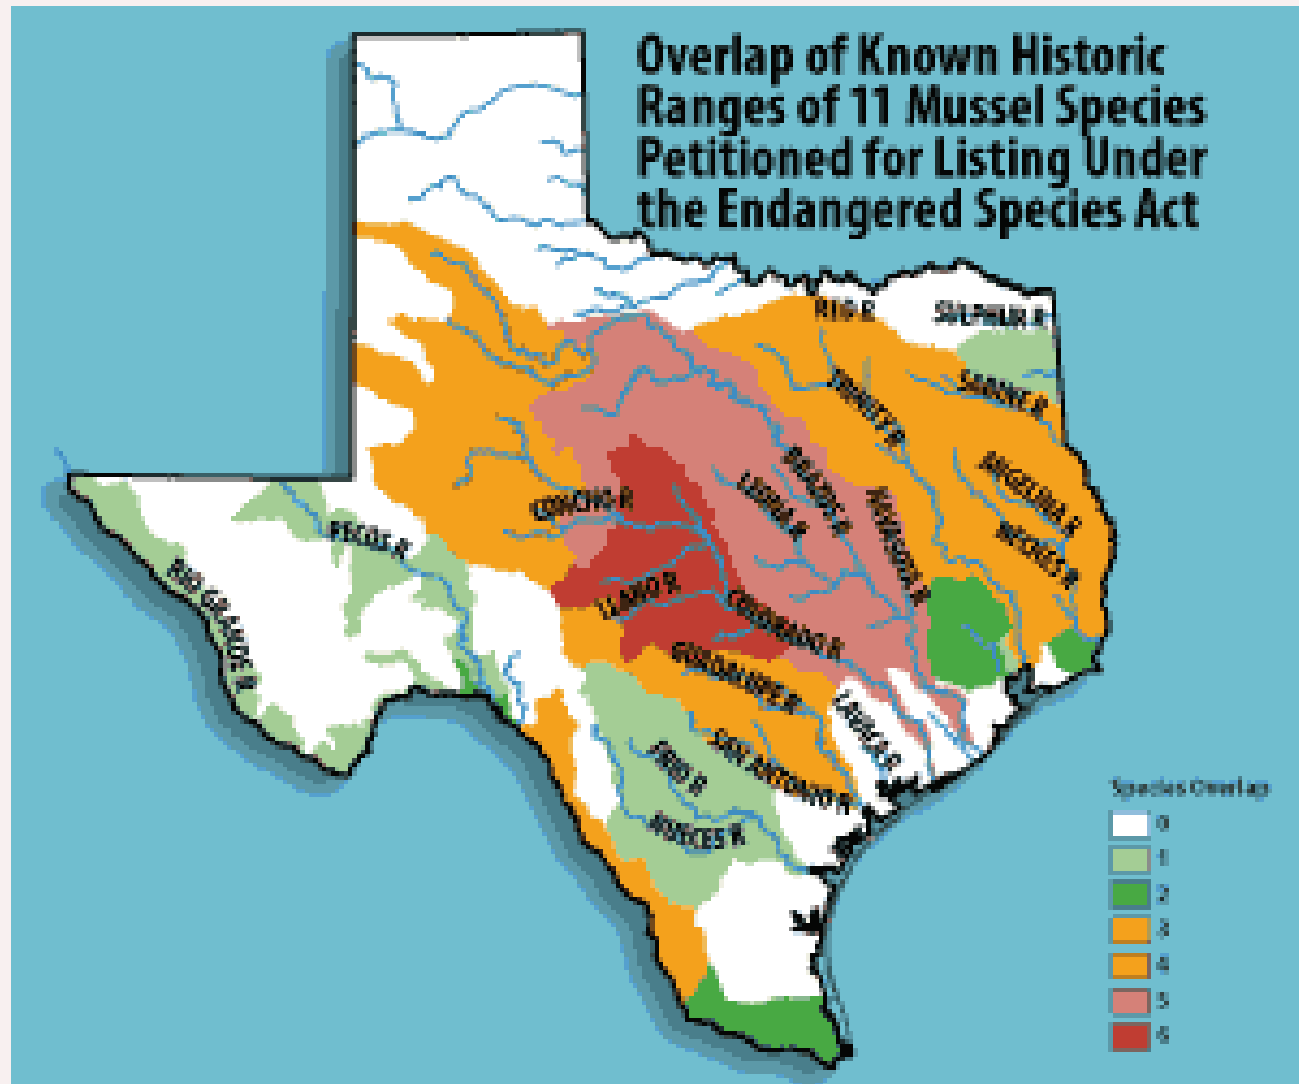 Overlap of Known Historic
Ranges of 11 Mussel Species
Petitioned for Listing Under
the Endangered Species Act
SULPHUR R
SABINE R
TRINITY R
ANGELINA R
NECHES R
BRAZOS R
LEONA R
NAVASOTA R
CONCHO R
PECOS R
RIO GRANDE R
LLANO R
COLORADO R
GUADALUPE R
LAVACA R
SAN ANTONIO R
FRIO R
NUECES R
Species Overlap
0
1
2
3
4
5
6